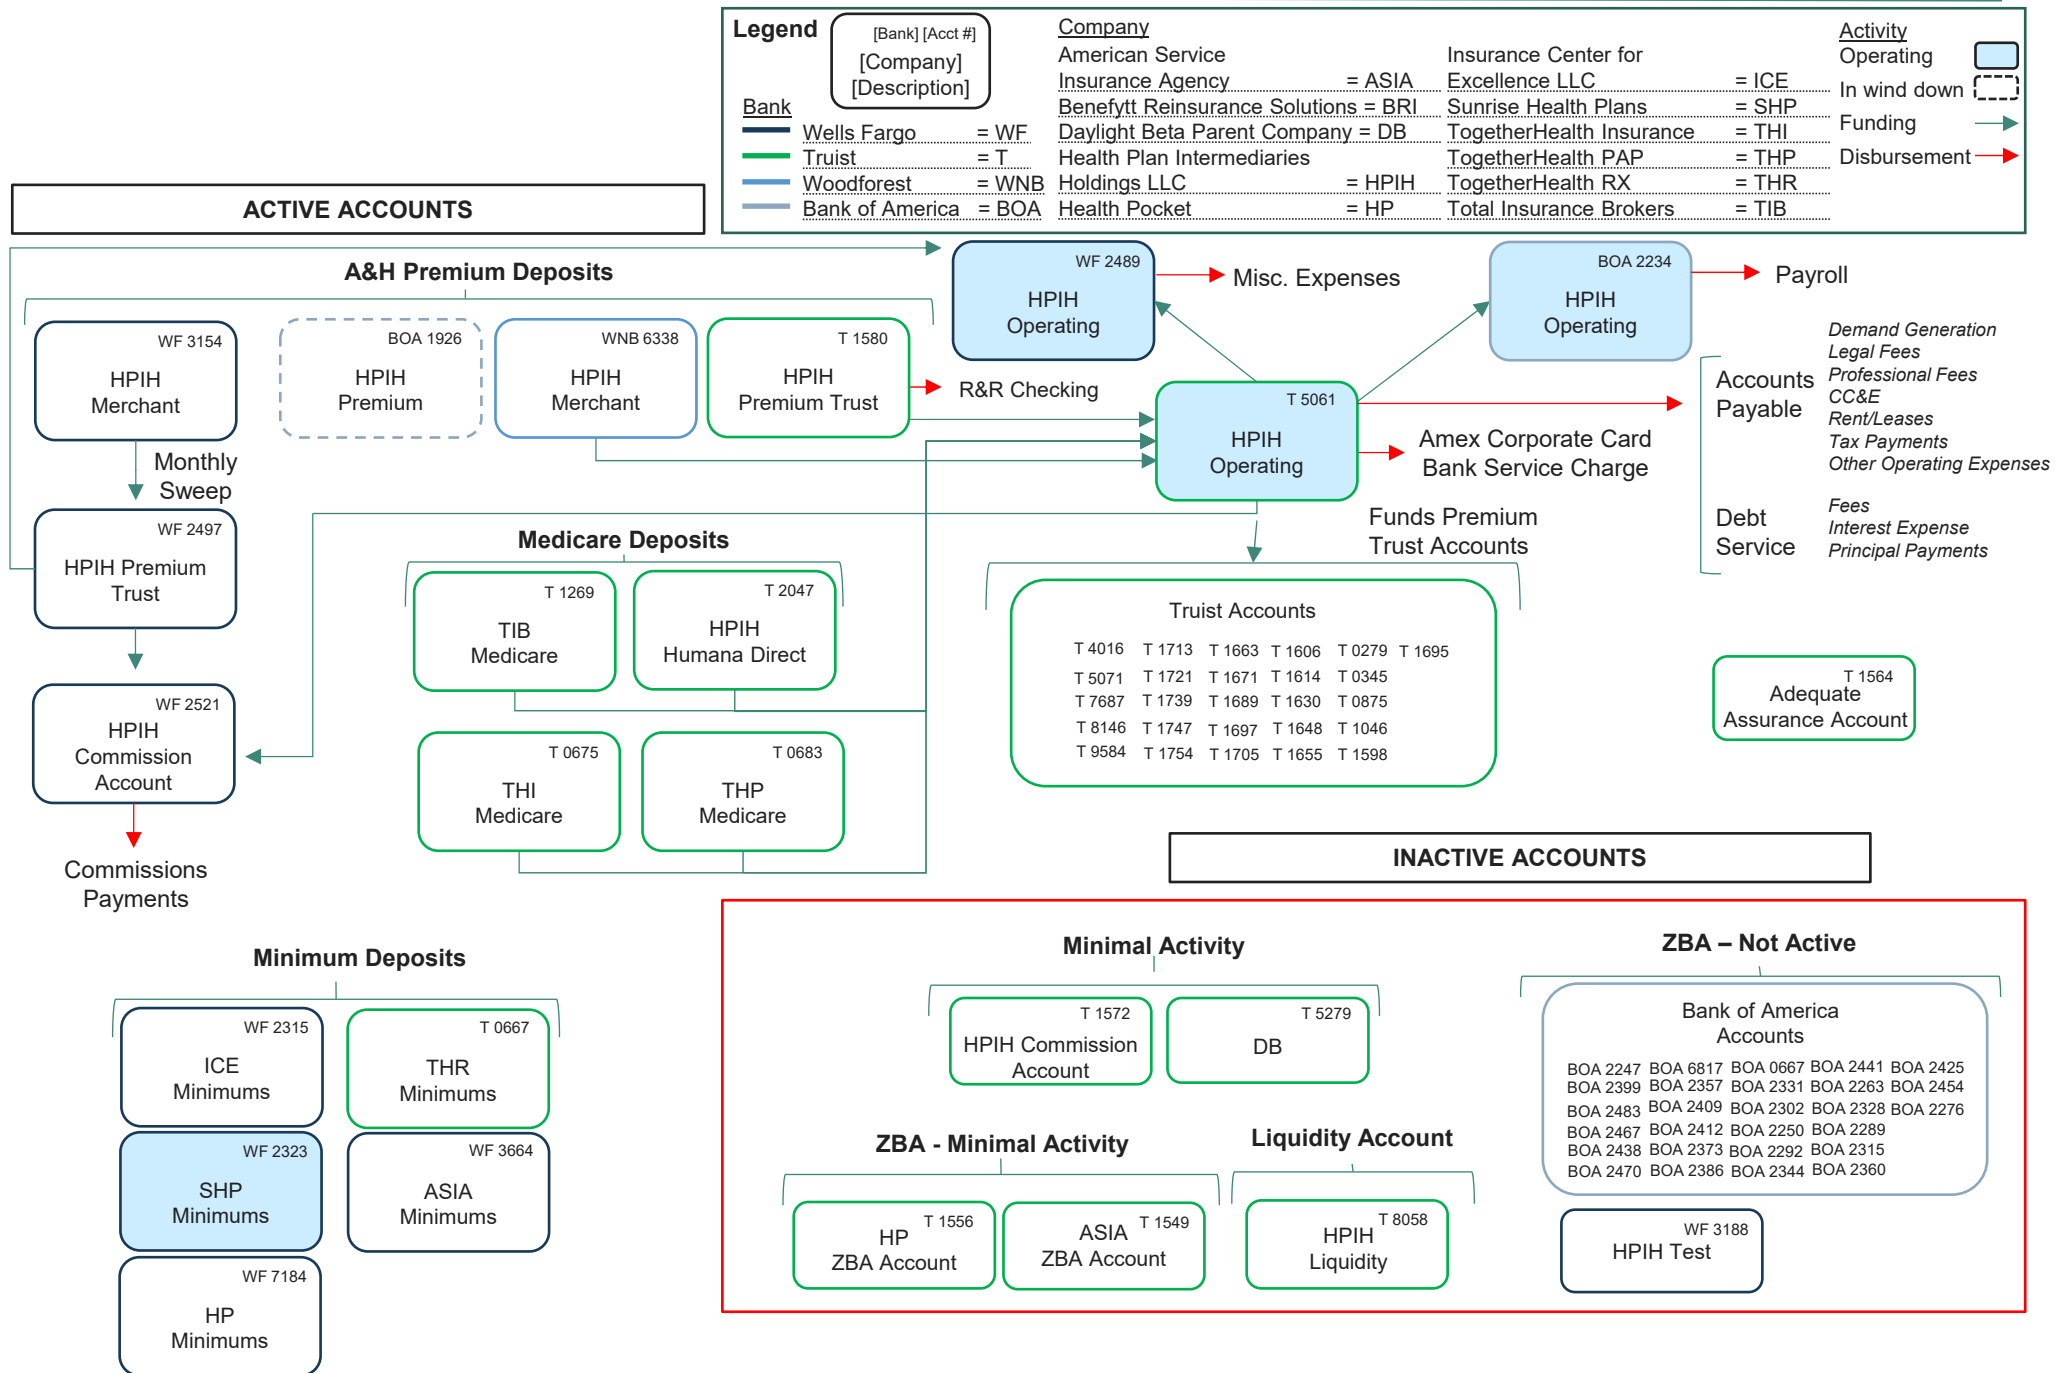 Legend
[Bank] [Acct #]
[Company]
[Description]
Bank
Wells Fargo = WF
Truist = T
Woodforest = WNB
Bank of America = BOA
Company
American Service
Insurance Agency = ASIA
Benefytt Reinsurance Solutions = BRI
Daylight Beta Parent Company = DB
Health Plan Intermediaries
Holdings LLC = HPIH
Health Pocket = HP
Insurance Center for
Excellence LLC = ICE
Sunrise Health Plans = SHP
TogetherHealth Insurance = THI
TogetherHealth PAP = THP
TogetherHealth RX = THR
Total Insurance Brokers = TIB
Activity
Operating
In wind down
Funding
Disbursement
ACTIVE ACCOUNTS
A&H Premium Deposits
WF 3154
HPIH
Merchant
BOA 1926
HPIH
Premium
WNB 6338
HPIH
Merchant
T 1580
HPIH
Premium Trust
R&R Checking
WF 2489
HPIH
Operating
Misc. Expenses
BOA 2234
HPIH
Operating
Payroll
T 5061
HPIH
Operating
Amex Corporate Card
Bank Service Charge
Accounts
Payable
Demand Generation
Legal Fees
Professional Fees
CC&E
Rent/Leases
Tax Payments
Other Operating Expenses
Debt
Service
Fees
Interest Expense
Principal Payments
Monthly
Sweep
WF 2497
HPIH Premium
Trust
WF 2521
HPIH
Commission
Account
Commissions
Payments
Medicare Deposits
T 1269
TIB
Medicare
T 2047
HPIH
Humana Direct
T 0675
THI
Medicare
T 0683
THP
Medicare
Funds Premium
Trust Accounts
Truist Accounts
T 4016 T 1713 T 1663 T 1606 T 0279 T 1695
T 5071 T 1721 T 1671 T 1614 T 0345
T 7687 T 1739 T 1689 T 1630 T 0875
T 8146 T 1747 T 1697 T 1648 T 1046
T 9584 T 1754 T 1705 T 1655 T 1598
T 1564
Adequate
Assurance Account
Minimum Deposits
WF 2315
ICE
Minimums
T 0667
THR
Minimums
WF 2323
SHP
Minimums
WF 3664
ASIA
Minimums
WF 7184
HP
Minimums
INACTIVE ACCOUNTS
Minimal Activity
T 1572
HPIH Commission
Account
T 5279
DB
ZBA – Not Active
Bank of America
Accounts
BOA 2247 BOA 6817 BOA 0667 BOA 2441 BOA 2425
BOA 2399 BOA 2357 BOA 2331 BOA 2263 BOA 2454
BOA 2483 BOA 2409 BOA 2302 BOA 2328 BOA 2276
BOA 2467 BOA 2412 BOA 2250 BOA 2289
BOA 2438 BOA 2373 BOA 2292 BOA 2315
BOA 2470 BOA 2386 BOA 2344 BOA 2360
ZBA - Minimal Activity
T 1556
HP
ZBA Account
T 1549
ASIA
ZBA Account
Liquidity Account
T 8058
HPIH
Liquidity
WF 3188
HPIH Test